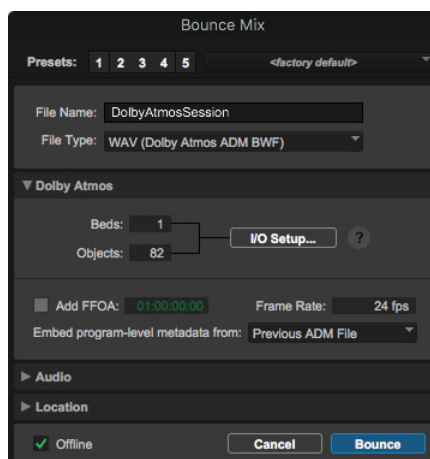 Bounce Mix
Presets: 1 2 3 4 5 <factory default>
File Name: DolbyAtmosSession
File Type: WAV (Dolby Atmos ADM BWF)
Dolby Atmos
Beds: 1
I/O Setup... ?
Objects: 82
Add FFOA: 01:00:00:00 Frame Rate: 24 fps
Embed program-level metadata from: Previous ADM File
Audio
Location
Offline Cancel Bounce